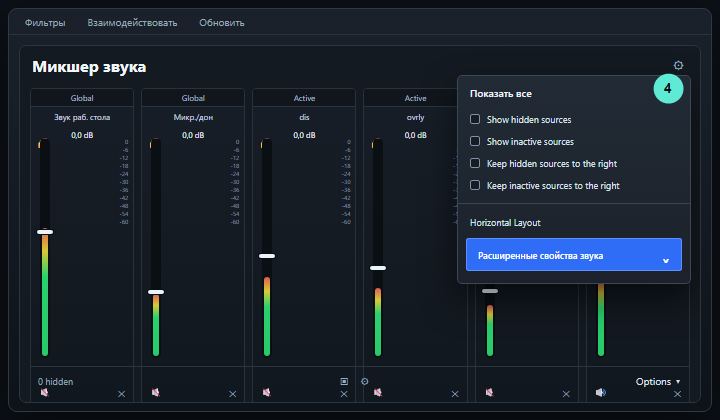 Фильтры Взаимодействовать Обновить
Микшер звука
4
Показать все
Show hidden sources
Show inactive sources
Keep hidden sources to the right
Keep inactive sources to the right
Horizontal Layout
Расширенные свойства звука
Global Global Active Active
Звук раб. стола Микр./дон dis ovrly
0,0 dB 0,0 dB 0,0 dB 0,0 dB
0 0 0
-6 -6 -6
-12 -12 -12
-18 -18 -18
-24 -24 -24
-30 -30 -30
-36 -36 -36
-42 -42 -42
-48 -48 -48
-54 -54 -54
-60 -60 -60
0 hidden Options